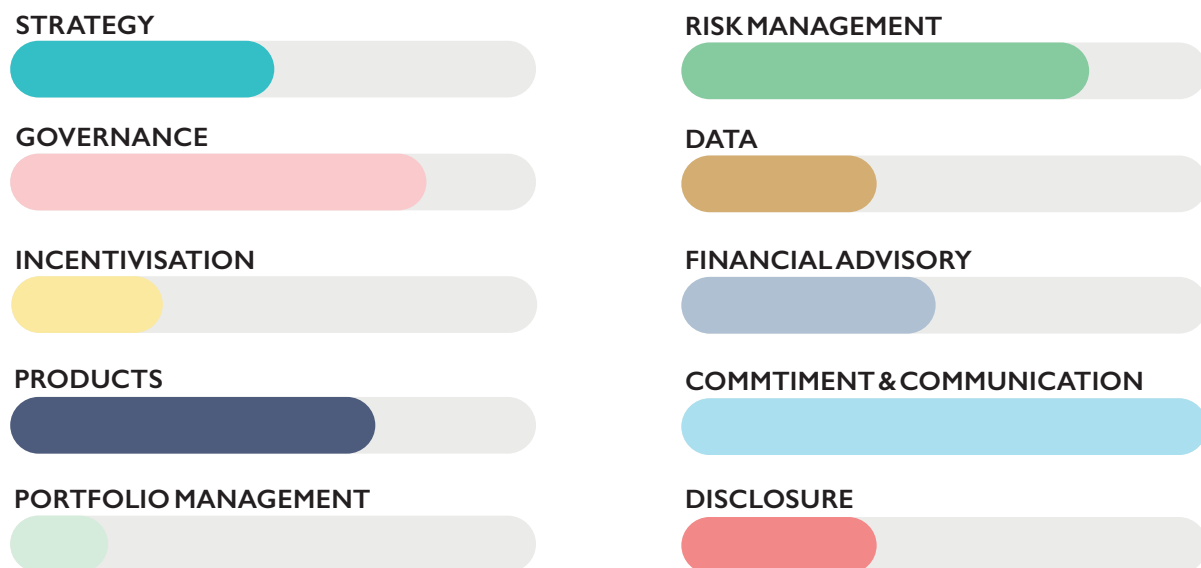 STRATEGY
GOVERNANCE
INCENTIVISATION
PRODUCTS
PORTFOLIO MANAGEMENT
RISK MANAGEMENT
DATA
FINANCIAL ADVISORY
COMMTIMENT & COMMUNICATION
DISCLOSURE